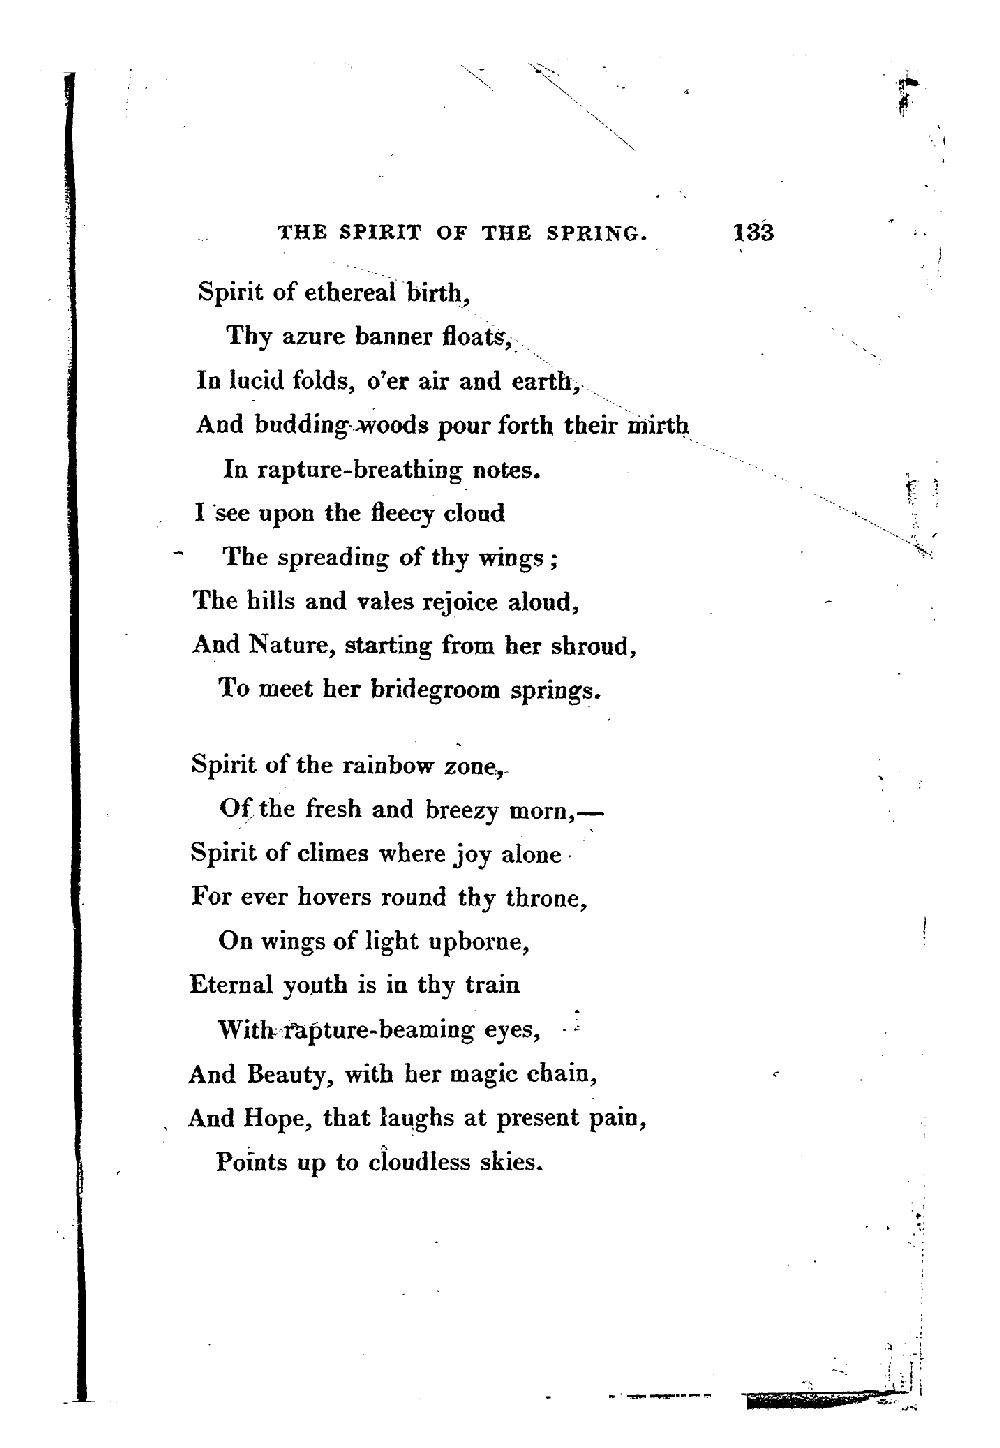 THE SPIRIT OF THE SPRING. 133
Spirit of ethereal birth,
Thy azure banner floats,
In lucid folds, o'er air and earth,
And budding woods pour forth their mirth
In rapture-breathing notes.
I see upon the fleecy cloud
The spreading of thy wings ;
The hills and vales rejoice aloud,
And Nature, starting from her shroud,
To meet her bridegroom springs.
Spirit of the rainbow zone,
Of the fresh and breezy morn,—
Spirit of climes where joy alone
For ever hovers round thy throne,
On wings of light upborne,
Eternal youth is in thy train
With rapture-beaming eyes,
And Beauty, with her magic chain,
And Hope, that laughs at present pain,
Points up to cloudless skies.